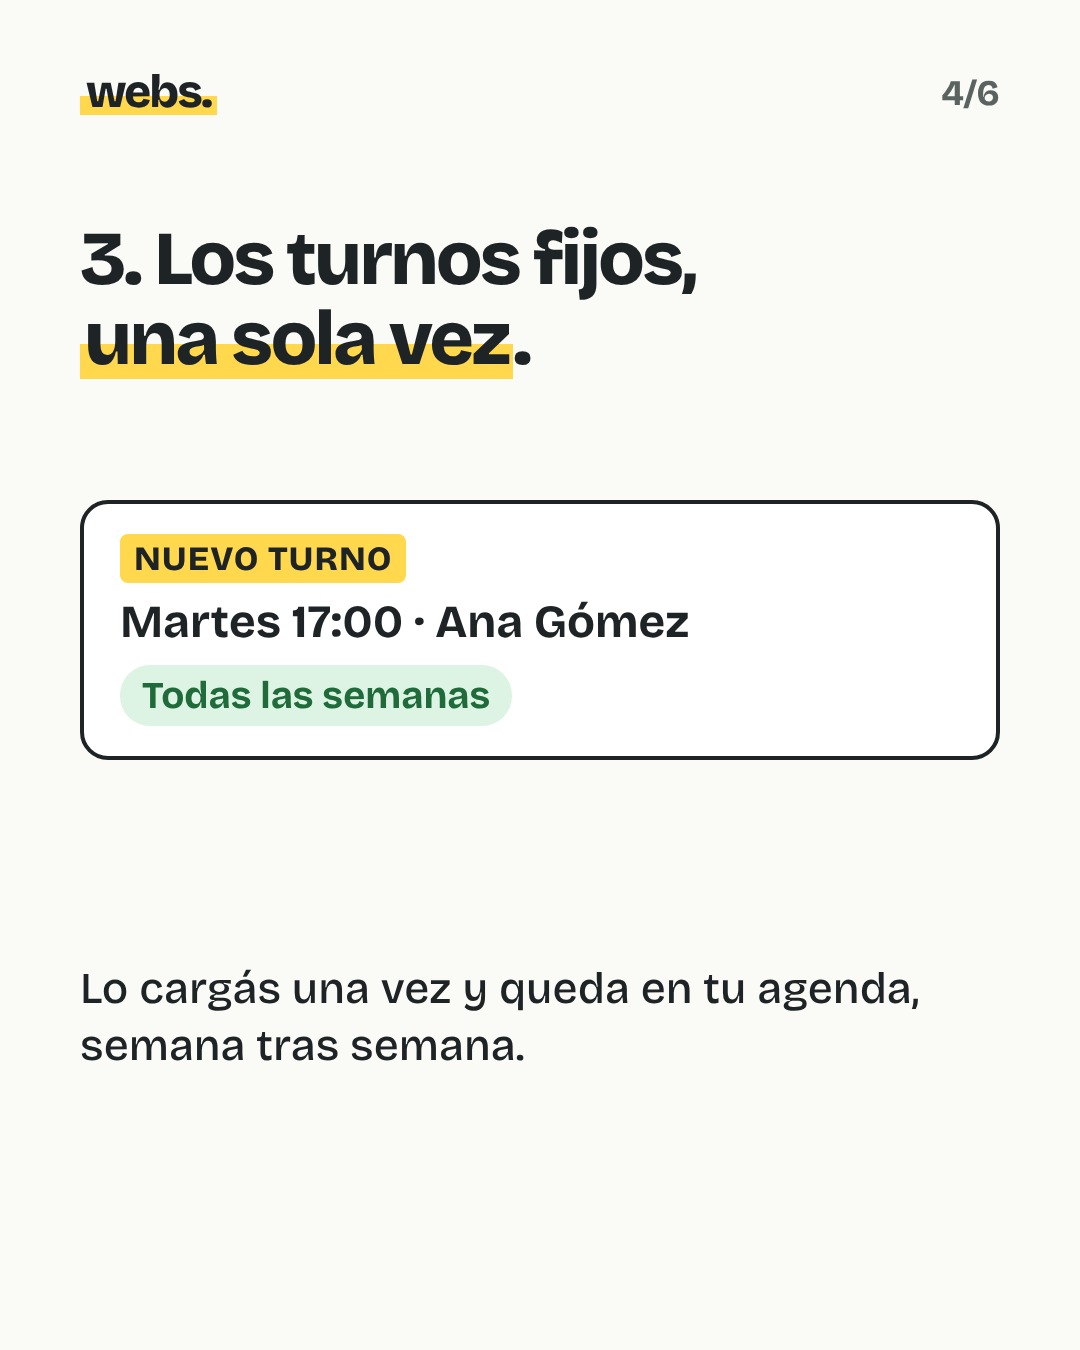 webs.
4/6
3. Los turnos fijos,
una sola vez.
NUEVO TURNO
Martes 17:00 · Ana Gómez
Todas las semanas
Lo cargás una vez y queda en tu agenda,
semana tras semana.